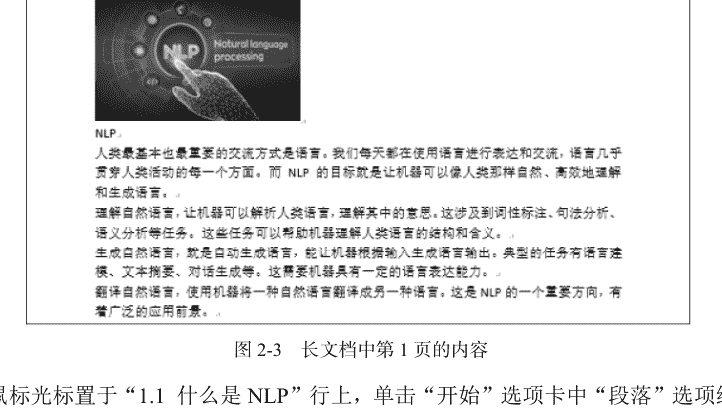 NLP
Natural language
processing
NLP
人类最基本也最重要的交流方式是语言。我们每天都在使用语言进行表达和交流，语言几乎
贯穿人类活动的每一个方面。而 NLP 的目标就是让机器可以像人类那样自然、高效地理解
和生成语言。
理解自然语言，让机器可以解析人类语言，理解其中的意思。这涉及到词性标注、句法分析、
语义分析等任务。这些任务可以帮助机器理解人类语言的结构和含义。
生成自然语言，就是自动生成语言，能让机器根据输入生成语言输出。典型的任务有语言建
模、文本摘要、对话生成等。这需要机器具有一定的语言表达能力。
翻译自然语言，使用机器将一种自然语言翻译成另一种语言。这是 NLP 的一个重要方向，有
着广泛的应用前景。
图 2-3 长文档中第 1 页的内容
鼠标光标置于“1.1 什么是 NLP”行上，单击“开始”选项卡中“段落”选项组